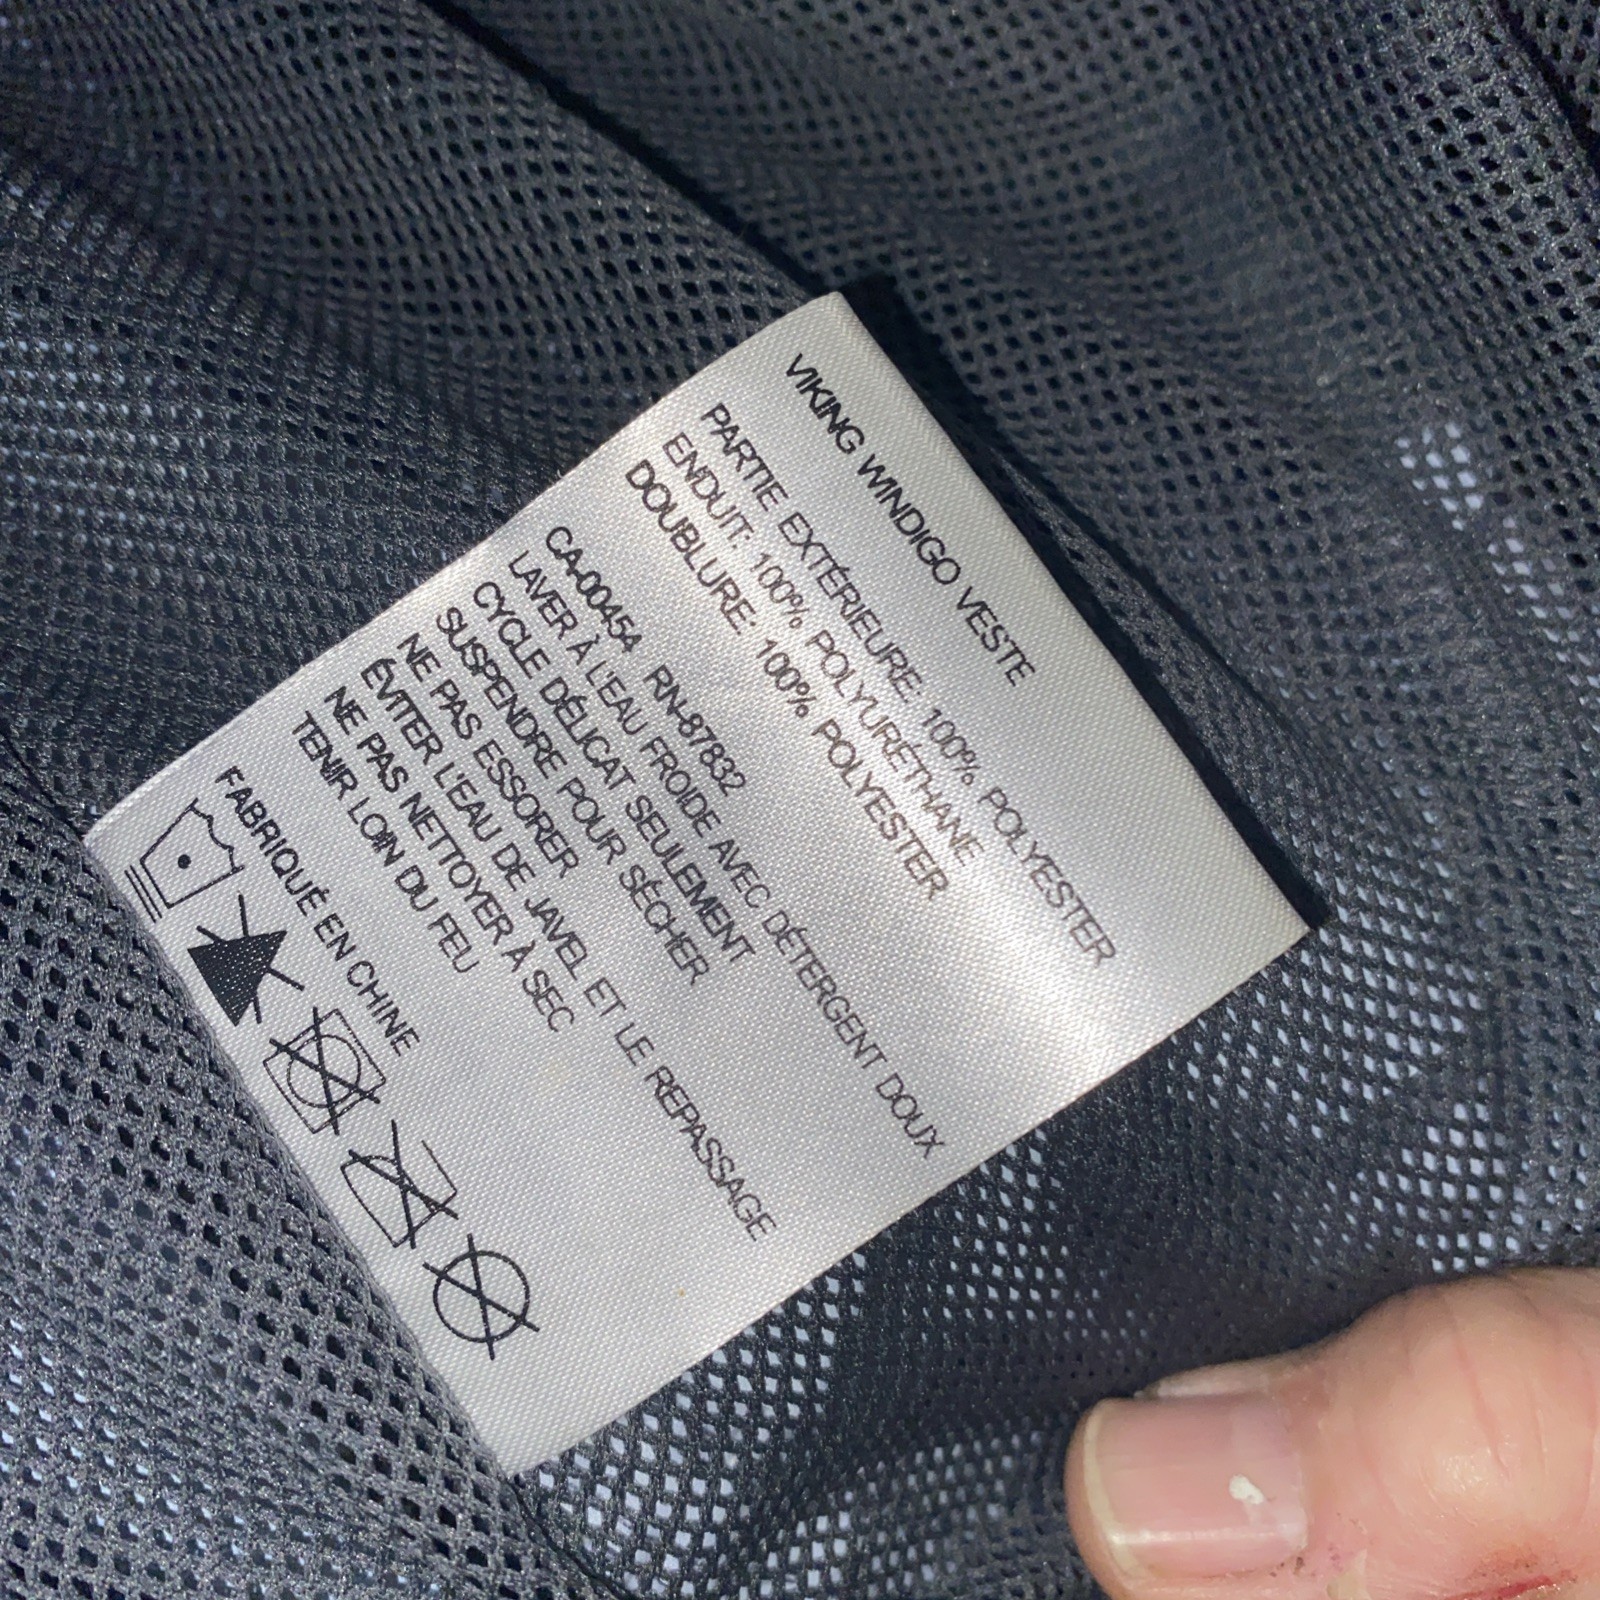 VIKING WINDIGO VESTE
PARTIE EXTÉRIEURE: 100% POLYESTER
ENDUIT: 100% POLYURÉTHANE
DOUBLURE: 100% POLYESTER
CA-00454 RN-87832
LAVER À L'EAU FROIDE AVEC DÉTERGENT DOUX
CYCLE DÉLICAT SEULEMENT
SUSPENDRE POUR SÉCHER
NE PAS ESSORER
ÉVITER L'EAU DE JAVEL ET LE REPASSAGE
NE PAS NETTOYER À SEC
TENIR LOIN DU FEU
FABRIQUÉ EN CHINE